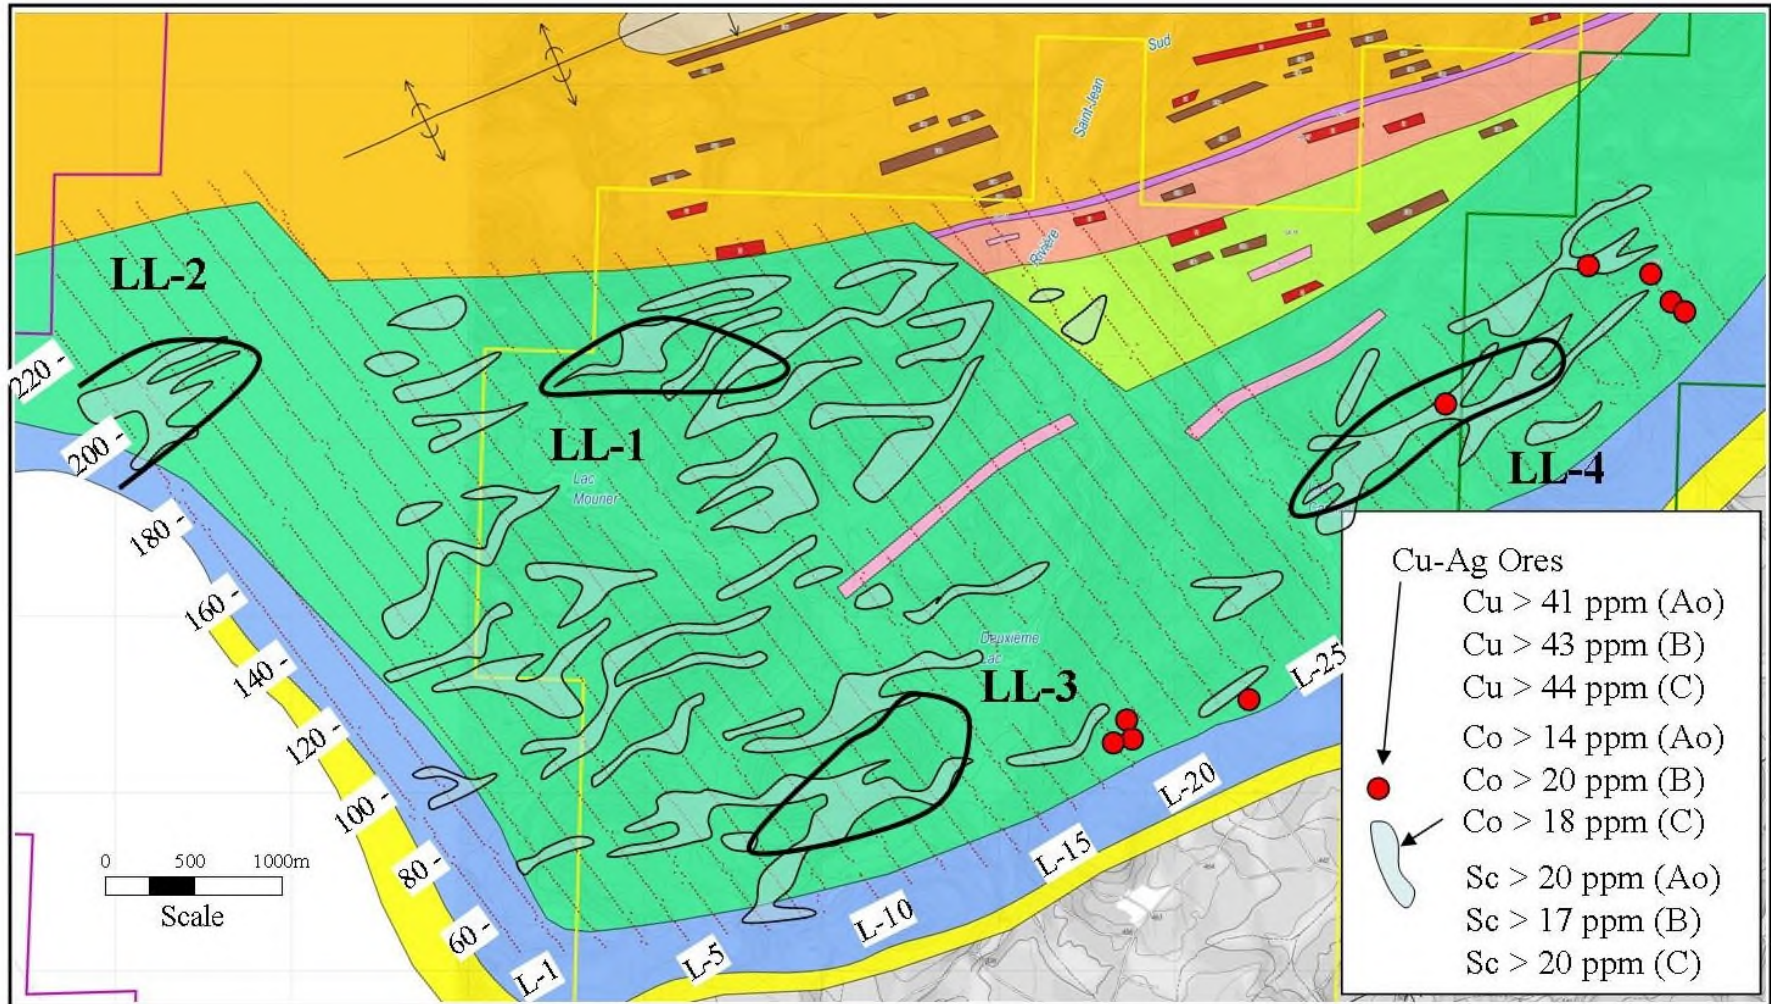 Sud
Saint-Jean
Rivière
LL-2
220 -
LL-1
Lac
Mourier
200 -
LL-4
180 -
160 -
Deuxième
Lac
LL-3
L-25
140 -
120 -
L-20
100 -
L-15
80 -
L-10
60 -
L-5
L-1
0 500 1000m
Scale
Cu-Ag Ores
Cu > 41 ppm (Ao)
Cu > 43 ppm (B)
Cu > 44 ppm (C)
Co > 14 ppm (Ao)
Co > 20 ppm (B)
Co > 18 ppm (C)
Sc > 20 ppm (Ao)
Sc > 17 ppm (B)
Sc > 20 ppm (C)